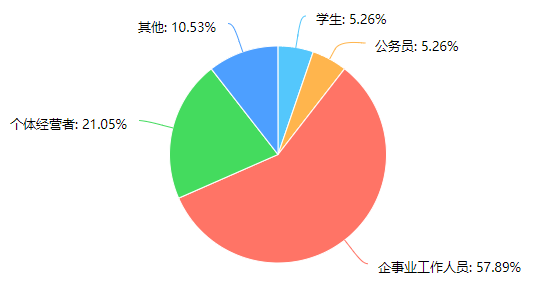 其他: 10.53%
学生: 5.26%
公务员: 5.26%
个体经营者: 21.05%
企事业工作人员: 57.89%